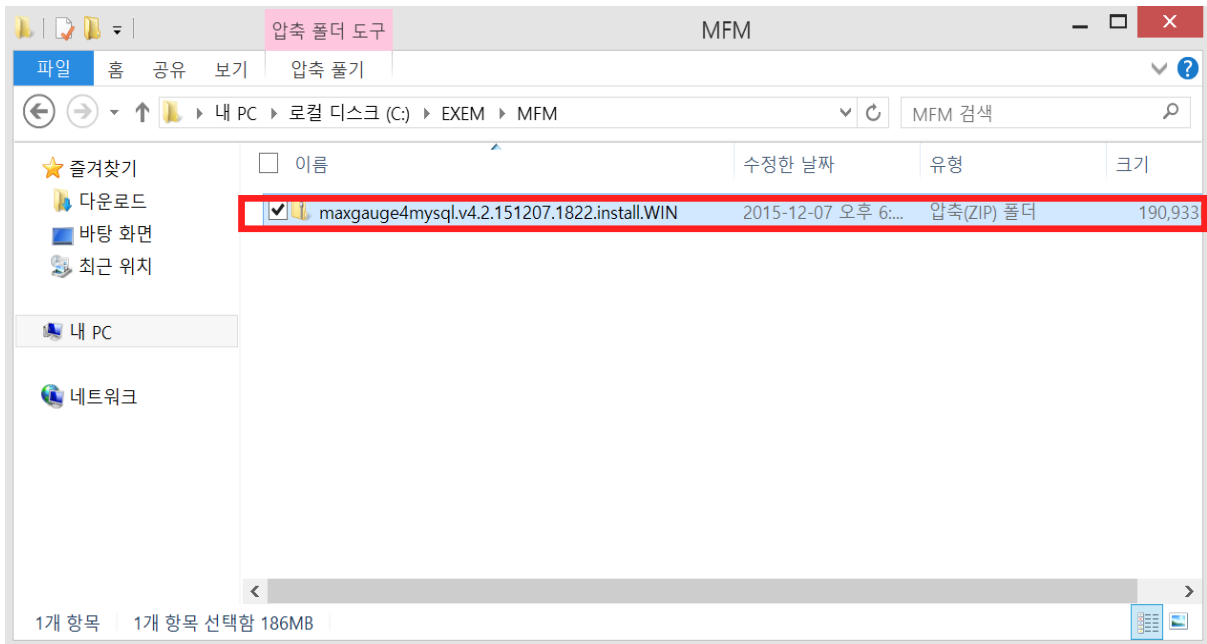 압축 폴더 도구 MFM
파일 홈 공유 보기 압축 풀기
내 PC 로컬 디스크 (C:) EXEM MFM MFM 검색
즐겨찾기 이름 수정한 날짜 유형 크기
다운로드 maxgauge4mysql.v4.2.151207.1822.install.WIN 2015-12-07 오후 6:... 압축(ZIP) 폴더 190,933
바탕 화면
최근 위치
내 PC
네트워크
1개 항목 1개 항목 선택함 186MB